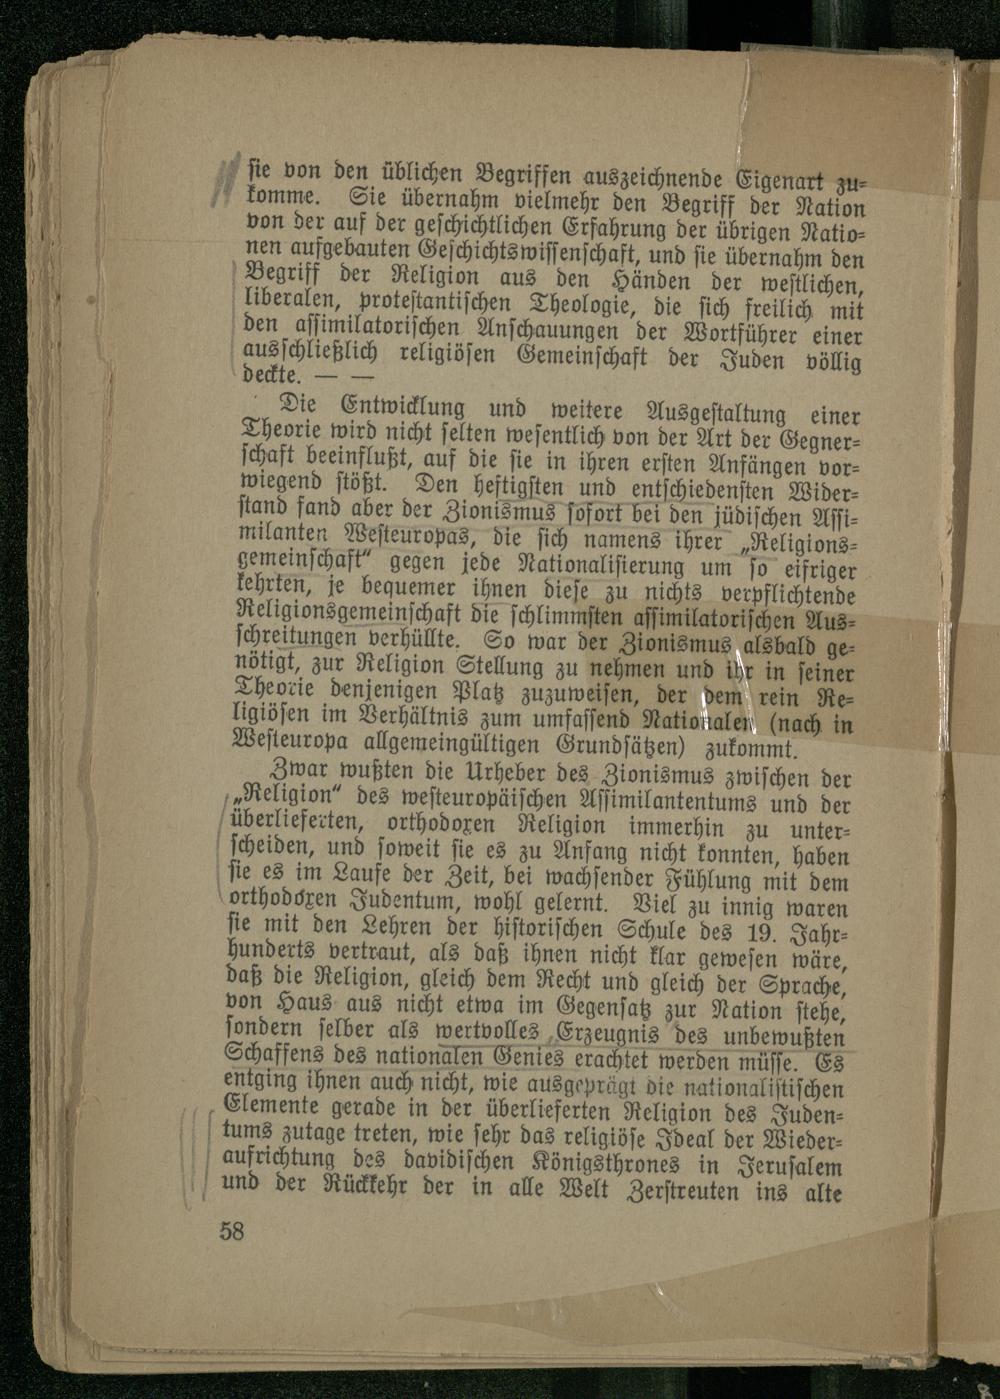 sie von den üblichen Begriffen auszeichnende Eigenart zu-
komme. Sie übernahm vielmehr den Begriff der Nation
von der auf der geschichtlichen Erfahrung der übrigen Natio-
nen aufgebauten Geschichtswissenschaft, und sie übernahm den
Begriff der Religion aus den Händen der westlichen,
liberalen, protestantischen Theologie, die sich freilich mit
den assimilatorischen Anschauungen der Wortführer einer
ausschließlich religiösen Gemeinschaft der Juden völlig
deckte. — —
Die Entwicklung und weitere Ausgestaltung einer
Theorie wird nicht selten wesentlich von der Art der Gegner-
schaft beeinflußt, auf die sie in ihren ersten Anfängen vor-
wiegend stößt. Den heftigsten und entschiedensten Wider-
stand fand aber der Zionismus sofort bei den jüdischen Assi-
milanten Westeuropas, die sich namens ihrer „Religions-
gemeinschaft“ gegen jede Nationalisierung um so eifriger
kehrten, je bequemer ihnen diese zu nichts verpflichtende
Religionsgemeinschaft die schlimmsten assimilatorischen Aus-
schreitungen verhüllte. So war der Zionismus alsbald ge-
nötigt, zur Religion Stellung zu nehmen und ihr in seiner
Theorie denjenigen Platz zuzuweisen, der dem rein Re-
ligiösen im Verhältnis zum umfassend Nationalen (nach in
Westeuropa allgemeingültigen Grundsätzen) zukommt.
Zwar wußten die Urheber des Zionismus zwischen der
„Religion“ des westeuropäischen Assimilantentums und der
überlieferten, orthodoxen Religion immerhin zu unter-
scheiden, und soweit sie es zu Anfang nicht konnten, haben
sie es im Laufe der Zeit, bei wachsender Fühlung mit dem
orthodoxen Judentum, wohl gelernt. Viel zu innig waren
sie mit den Lehren der historischen Schule des 19. Jahr-
hunderts vertraut, als daß ihnen nicht klar gewesen wäre,
daß die Religion, gleich dem Recht und gleich der Sprache,
von Haus aus nicht etwa im Gegensatz zur Nation stehe,
sondern selber als wertvolles Erzeugnis des unbewußten
Schaffens des nationalen Genies erachtet werden müsse. Es
entging ihnen auch nicht, wie ausgeprägt die nationalistischen
Elemente gerade in der überlieferten Religion des Juden-
tums zutage treten, wie sehr das religiöse Ideal der Wieder-
aufrichtung des davidischen Königsthrones in Jerusalem
und der Rückkehr der in alle Welt Zerstreuten ins alte
58